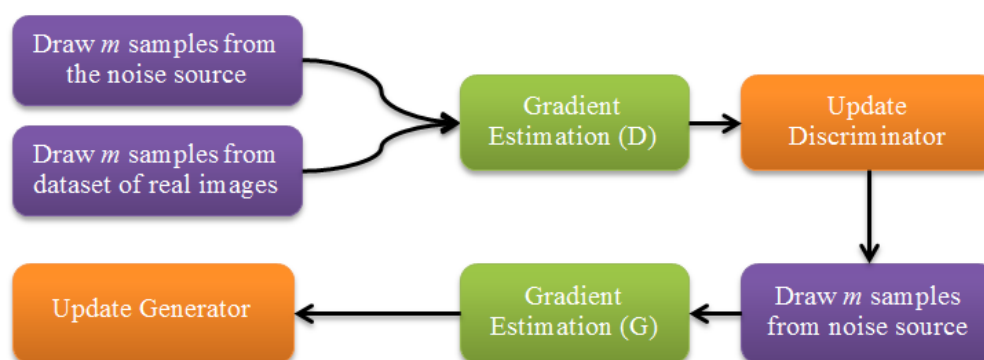 Draw m samples from
the noise source
Draw m samples from
dataset of real images
Gradient
Estimation (D)
Update
Discriminator
Draw m samples
from noise source
Gradient
Estimation (G)
Update Generator